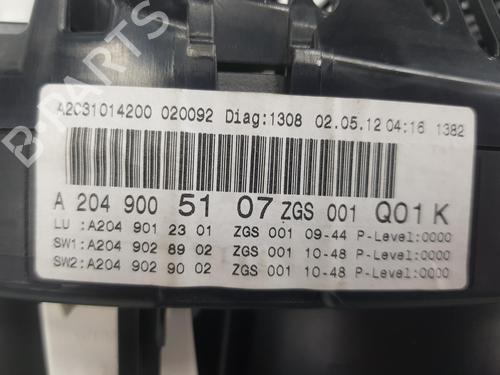 B-PARTS
A2C31014200 020092 Diag:1308 02.05.12 04:16 1382
A 204 900 51 07 ZGS 001 Q01 K
LU : A204 901 23 01 ZGS 001 09-44 P-Level:0000
SW1: A204 902 89 02 ZGS 001 10-48 P-Level:0000
SW2: A204 902 90 02 ZGS 001 10-48 P-Level:0000